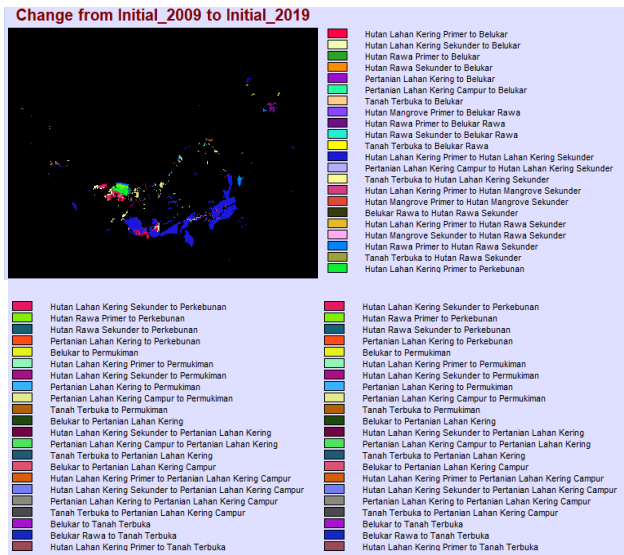 Change from Initial_2009 to Initial_2019
Hutan Lahan Kering Primer to Belukar
Hutan Lahan Kering Sekunder to Belukar
Hutan Rawa Primer to Belukar
Hutan Rawa Sekunder to Belukar
Pertanian Lahan Kering to Belukar
Pertanian Lahan Kering Campur to Belukar
Tanah Terbuka to Belukar
Hutan Mangrove Primer to Belukar Rawa
Hutan Rawa Primer to Belukar Rawa
Hutan Rawa Sekunder to Belukar Rawa
Tanah Terbuka to Belukar Rawa
Hutan Lahan Kering Primer to Hutan Lahan Kering Sekunder
Pertanian Lahan Kering Campur to Hutan Lahan Kering Sekunder
Tanah Terbuka to Hutan Lahan Kering Sekunder
Hutan Lahan Kering Primer to Hutan Mangrove Sekunder
Hutan Mangrove Primer to Hutan Mangrove Sekunder
Belukar Rawa to Hutan Rawa Sekunder
Hutan Lahan Kering Primer to Hutan Rawa Sekunder
Hutan Mangrove Sekunder to Hutan Rawa Sekunder
Hutan Rawa Primer to Hutan Rawa Sekunder
Tanah Terbuka to Hutan Rawa Sekunder
Hutan Lahan Kering Primer to Perkebunan
Hutan Lahan Kering Sekunder to Perkebunan
Hutan Rawa Primer to Perkebunan
Hutan Rawa Sekunder to Perkebunan
Pertanian Lahan Kering to Perkebunan
Belukar to Permukiman
Hutan Lahan Kering Primer to Permukiman
Hutan Lahan Kering Sekunder to Permukiman
Pertanian Lahan Kering to Permukiman
Pertanian Lahan Kering Campur to Permukiman
Tanah Terbuka to Permukiman
Belukar to Pertanian Lahan Kering
Hutan Lahan Kering Sekunder to Pertanian Lahan Kering
Pertanian Lahan Kering Campur to Pertanian Lahan Kering
Tanah Terbuka to Pertanian Lahan Kering
Belukar to Pertanian Lahan Kering Campur
Hutan Lahan Kering Primer to Pertanian Lahan Kering Campur
Hutan Lahan Kering Sekunder to Pertanian Lahan Kering Campur
Pertanian Lahan Kering to Pertanian Lahan Kering Campur
Tanah Terbuka to Pertanian Lahan Kering Campur
Belukar to Tanah Terbuka
Belukar Rawa to Tanah Terbuka
Hutan Lahan Kering Primer to Tanah Terbuka
Hutan Lahan Kering Sekunder to Perkebunan
Hutan Rawa Primer to Perkebunan
Hutan Rawa Sekunder to Perkebunan
Pertanian Lahan Kering to Perkebunan
Belukar to Permukiman
Hutan Lahan Kering Primer to Permukiman
Hutan Lahan Kering Sekunder to Permukiman
Pertanian Lahan Kering to Permukiman
Pertanian Lahan Kering Campur to Permukiman
Tanah Terbuka to Permukiman
Belukar to Pertanian Lahan Kering
Hutan Lahan Kering Sekunder to Pertanian Lahan Kering
Pertanian Lahan Kering Campur to Pertanian Lahan Kering
Tanah Terbuka to Pertanian Lahan Kering
Belukar to Pertanian Lahan Kering Campur
Hutan Lahan Kering Primer to Pertanian Lahan Kering Campur
Hutan Lahan Kering Sekunder to Pertanian Lahan Kering Campur
Pertanian Lahan Kering to Pertanian Lahan Kering Campur
Tanah Terbuka to Pertanian Lahan Kering Campur
Belukar to Tanah Terbuka
Belukar Rawa to Tanah Terbuka
Hutan Lahan Kering Primer to Tanah Terbuka